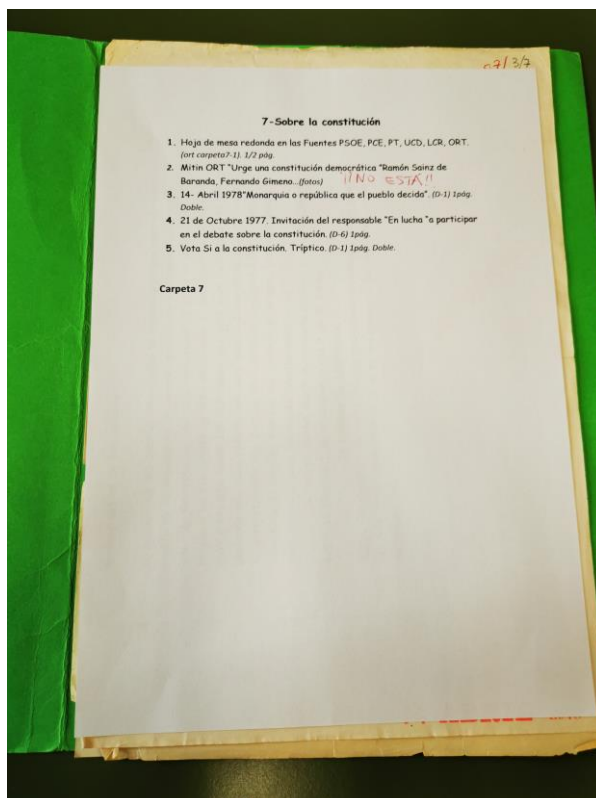 7/3/7
7-Sobre la constitución
1. Hoja de mesa redonda en las Fuentes PSOE, PCE, PT, UCD, LCR, ORT.
(ort carpeta7-1). 1/2 pág.
2. Mitin ORT "Urge una constitución democrática "Ramón Sainz de
Baranda, Fernando Gimeno...(fotos) ¡¡NO ESTÁ!!
3. 14- Abril 1978"Monarquia o república que el pueblo decida". (D-1) 1pág.
Doble.
4. 21 de Octubre 1977. Invitación del responsable "En lucha "a participar
en el debate sobre la constitución. (D-6) 1pág.
5. Vota Si a la constitución. Tríptico. (D-1) 1pág. Doble.
Carpeta 7